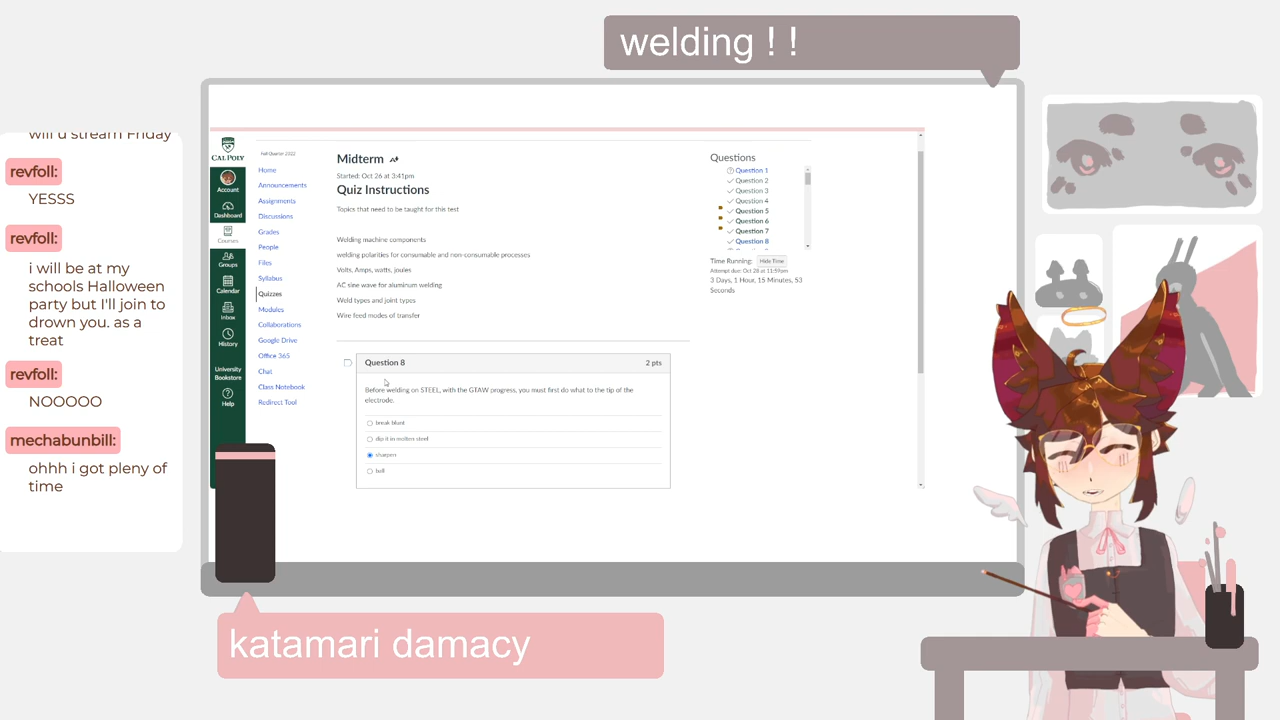 welding ! !
will u stream Friday
revfoll:
YESSS
revfoll:
i will be at my
school Halloween
party but I'll join to
drown you. as a
treat
revfoll:
NOOOOO
mechabunbill:
ohhh i got pleny of
time
CAL POLY
Account
Dashboard
Courses
Groups
Calendar
Inbox
History
University
Bookstore
Help
Fall Quarter 2022
Home
Announcements
Assignments
Discussions
Grades
People
Files
Syllabus
Quizzes
Modules
Collaborations
Google Drive
Office 365
Chat
Class Notebook
Redirect Tool
Midterm
Started: Oct 26 at 3:41pm
Quiz Instructions
Topics that need to be taught for this test
Welding machine components
welding polarities for consumable and non-consumable processes
Volts, Amps, watts, joules
AC sine wave for aluminum welding
Weld types and joint types
Wire feed modes of transfer
Question 8
2 pts
Before welding on STEEL, with the GTAW progress, you must first do what to the tip of the
electrode.
break blunt
dip it in molten steel
sharpen
ball
Questions
Question 1
Question 2
Question 3
Question 4
Question 5
Question 6
Question 7
Question 8
Time Running:
Hide Time
Attempt due: Oct 26 at 11:59pm
3 Days, 1 Hour, 15 Minutes, 53
Seconds
katamari damacy